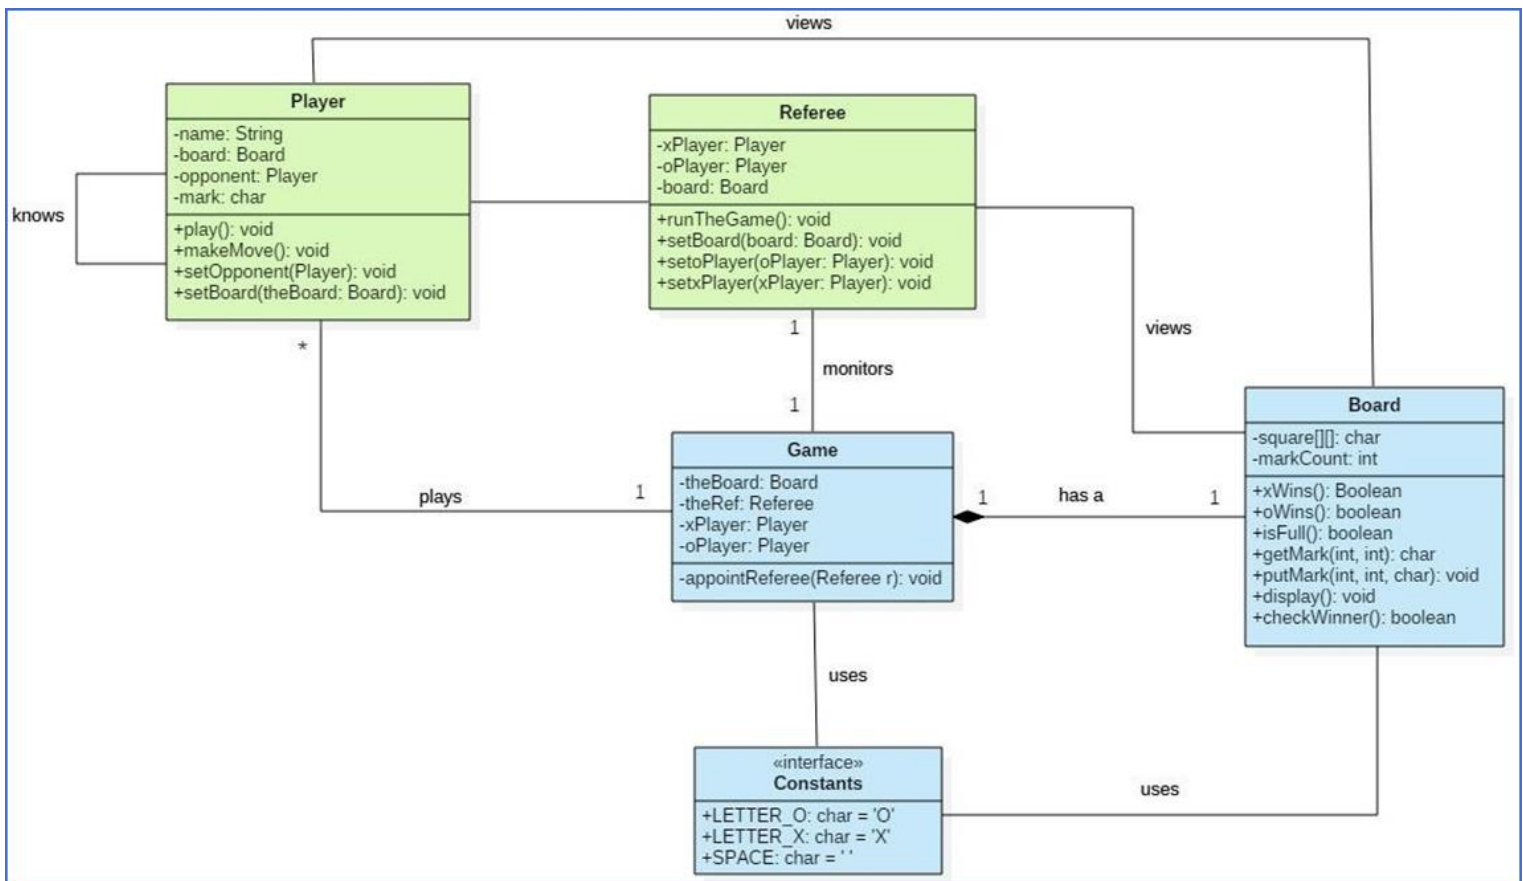 views
Player
-name: String
-board: Board
-opponent: Player
-mark: char
+play(): void
+makeMove(): void
+setOpponent(Player): void
+setBoard(theBoard: Board): void
knows
Referee
-xPlayer: Player
-oPlayer: Player
-board: Board
+runTheGame(): void
+setBoard(board: Board): void
+setoPlayer(oPlayer: Player): void
+setxPlayer(xPlayer: Player): void
*
1
monitors
1
views
plays
1
Game
-theBoard: Board
-theRef: Referee
-xPlayer: Player
-oPlayer: Player
-appointReferee(Referee r): void
1
has a
1
Board
-square[][]: char
-markCount: int
+xWins(): Boolean
+oWins(): boolean
+isFull(): boolean
+getMark(int, int): char
+putMark(int, int, char): void
+display(): void
+checkWinner(): boolean
uses
«interface»
Constants
+LETTER_O: char = 'O'
+LETTER_X: char = 'X'
+SPACE: char = ' '
uses